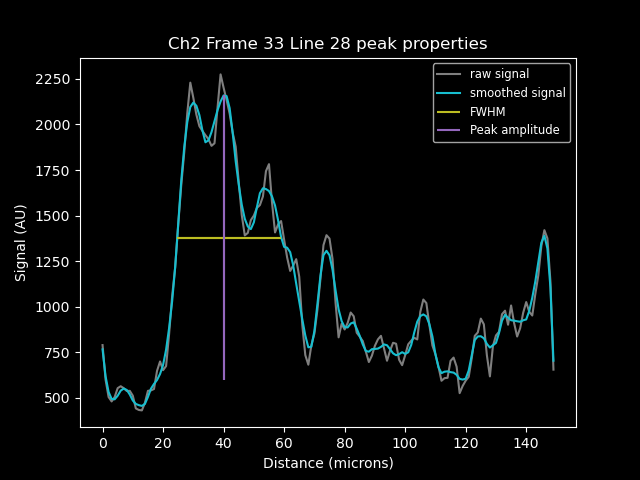 Ch2 Frame 33 Line 28 peak properties
raw signal
smoothed signal
FWHM
Peak amplitude
2250
2000
1750
1500
1250
1000
750
500
Signal (AU)
0 20 40 60 80 100 120 140
Distance (microns)